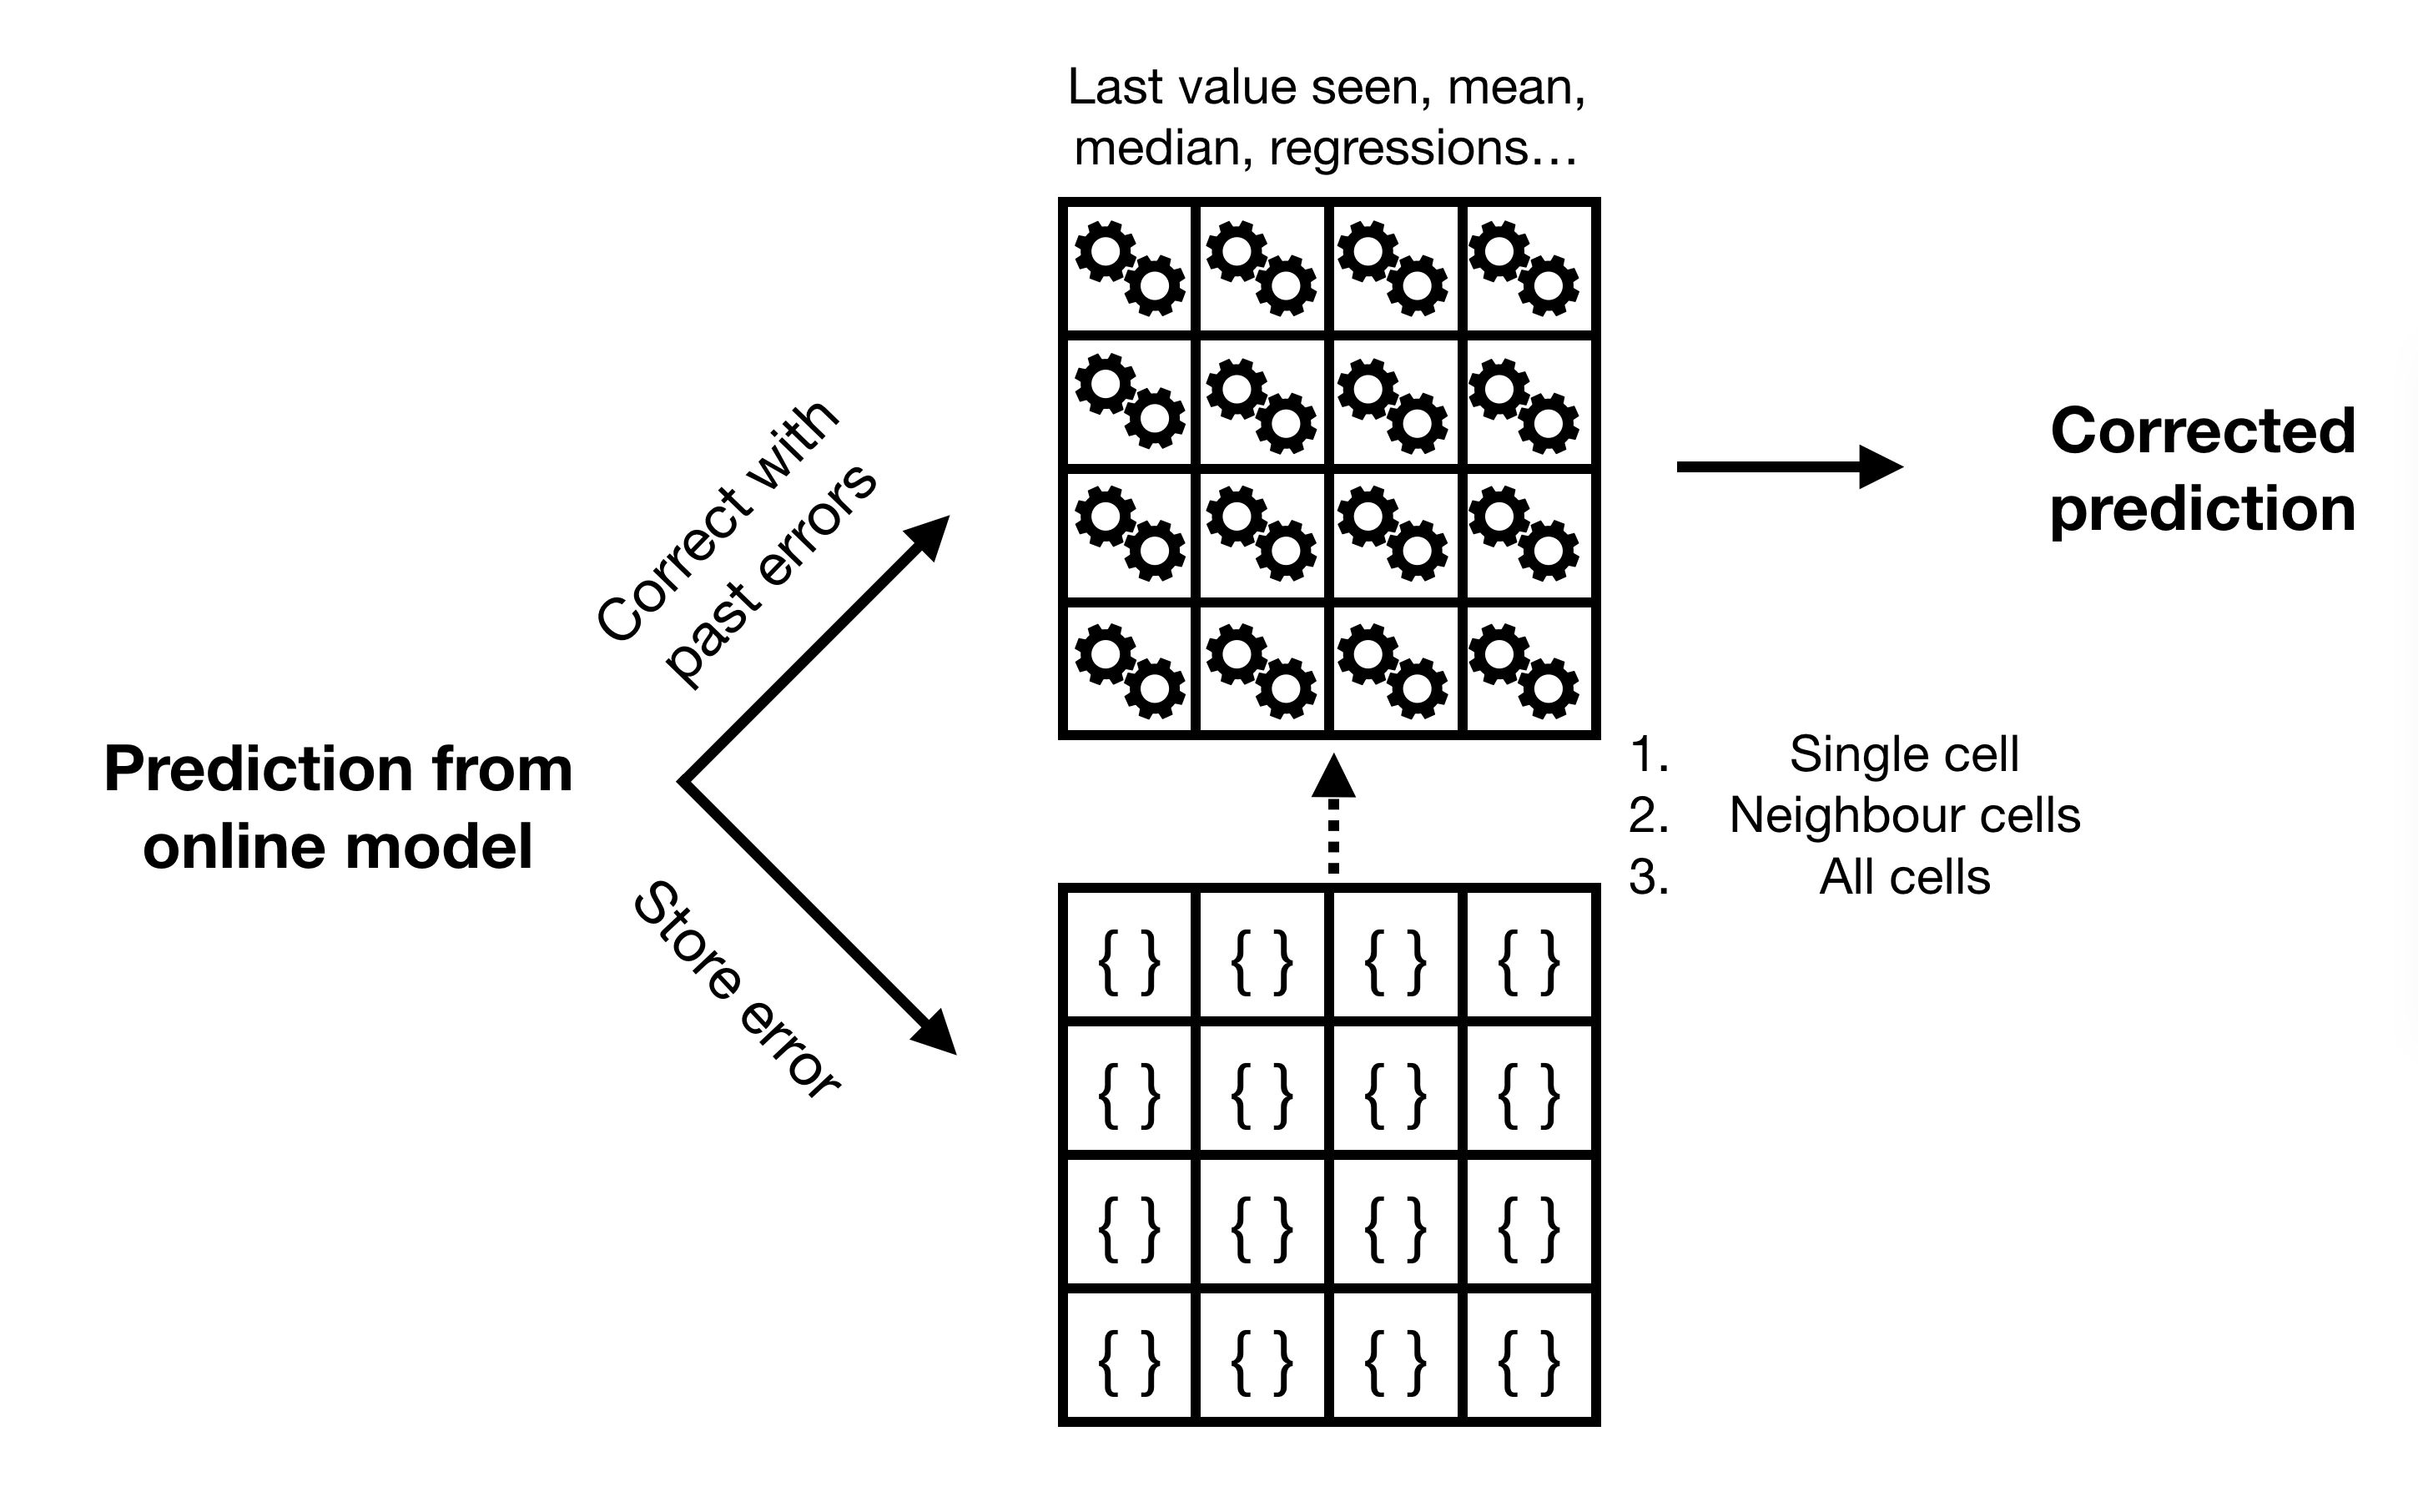 Last value seen, mean,
median, regressions…
Correct with
past errors
Corrected
prediction
Prediction from
online model
1. Single cell
2. Neighbour cells
3. All cells
Store error
{ } { } { } { }
{ } { } { } { }
{ } { } { } { }
{ } { } { } { }